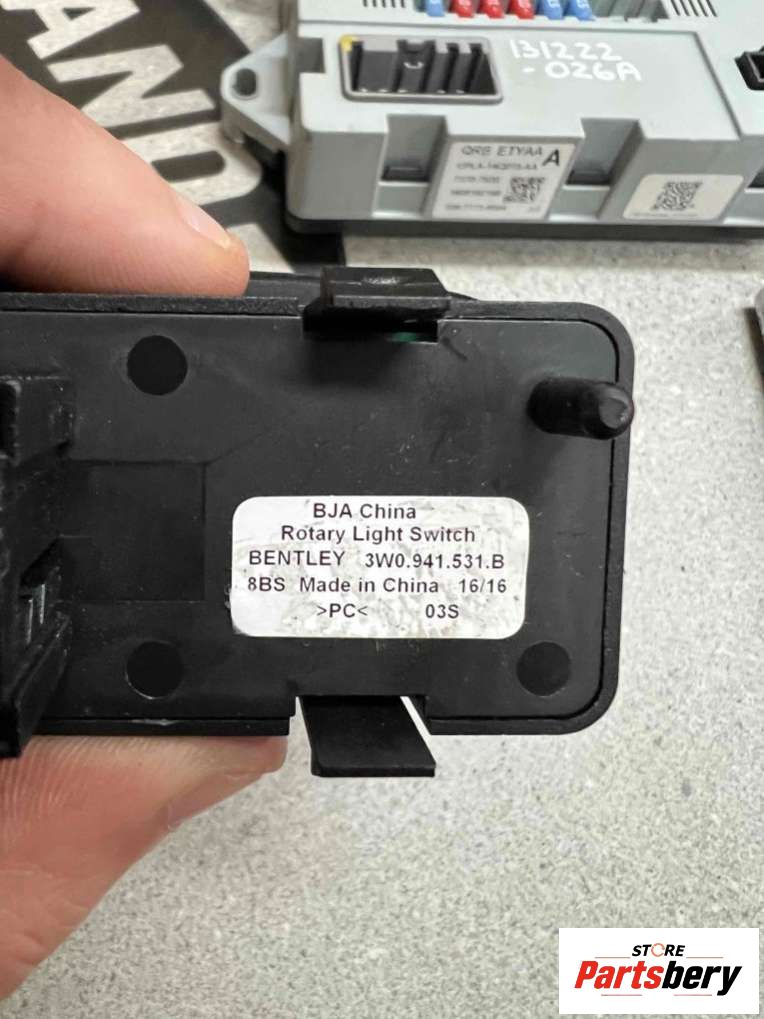 AND
131222
-026A
QRB ETYAA
A
BJA China
Rotary Light Switch
BENTLEY 3W0.941.531.B
8BS Made in China 16/16
>PC< 03S
STORE
Partsbery